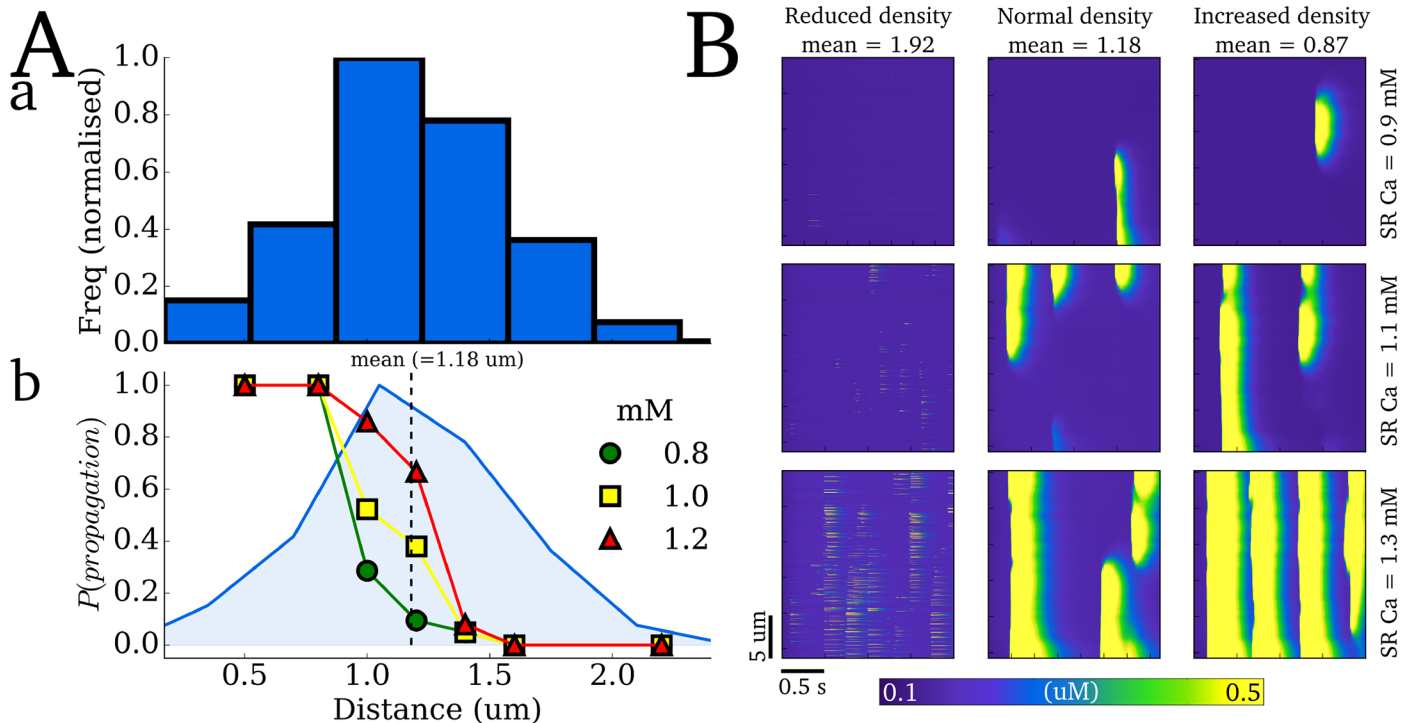 A
a
Freq (normalised)
1.0
0.8
0.6
0.4
0.2
0.0
mean (=1.18 um)
b
P(propagation)
1.0
0.8
0.6
0.4
0.2
0.0
mM
0.8
1.0
1.2
0.5 1.0 1.5 2.0
Distance (um)
B
Reduced density
mean = 1.92
Normal density
mean = 1.18
Increased density
mean = 0.87
SR Ca = 0.9 mM
SR Ca = 1.1 mM
SR Ca = 1.3 mM
5 um
0.5 s
0.1 (uM) 0.5